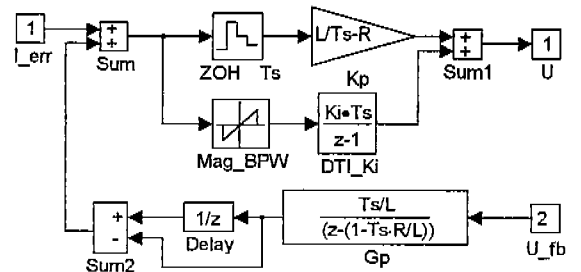 1
I_err
+
+
Sum
ZOH Ts
L/Ts-R
Kp
+
+
Sum1
1
U
Mag_BPW
Ki•Ts
z-1
DTI_Ki
+
-
Sum2
1/z
Delay
Ts/L
(z-(1-Ts·R/L))
Gp
2
U_fb